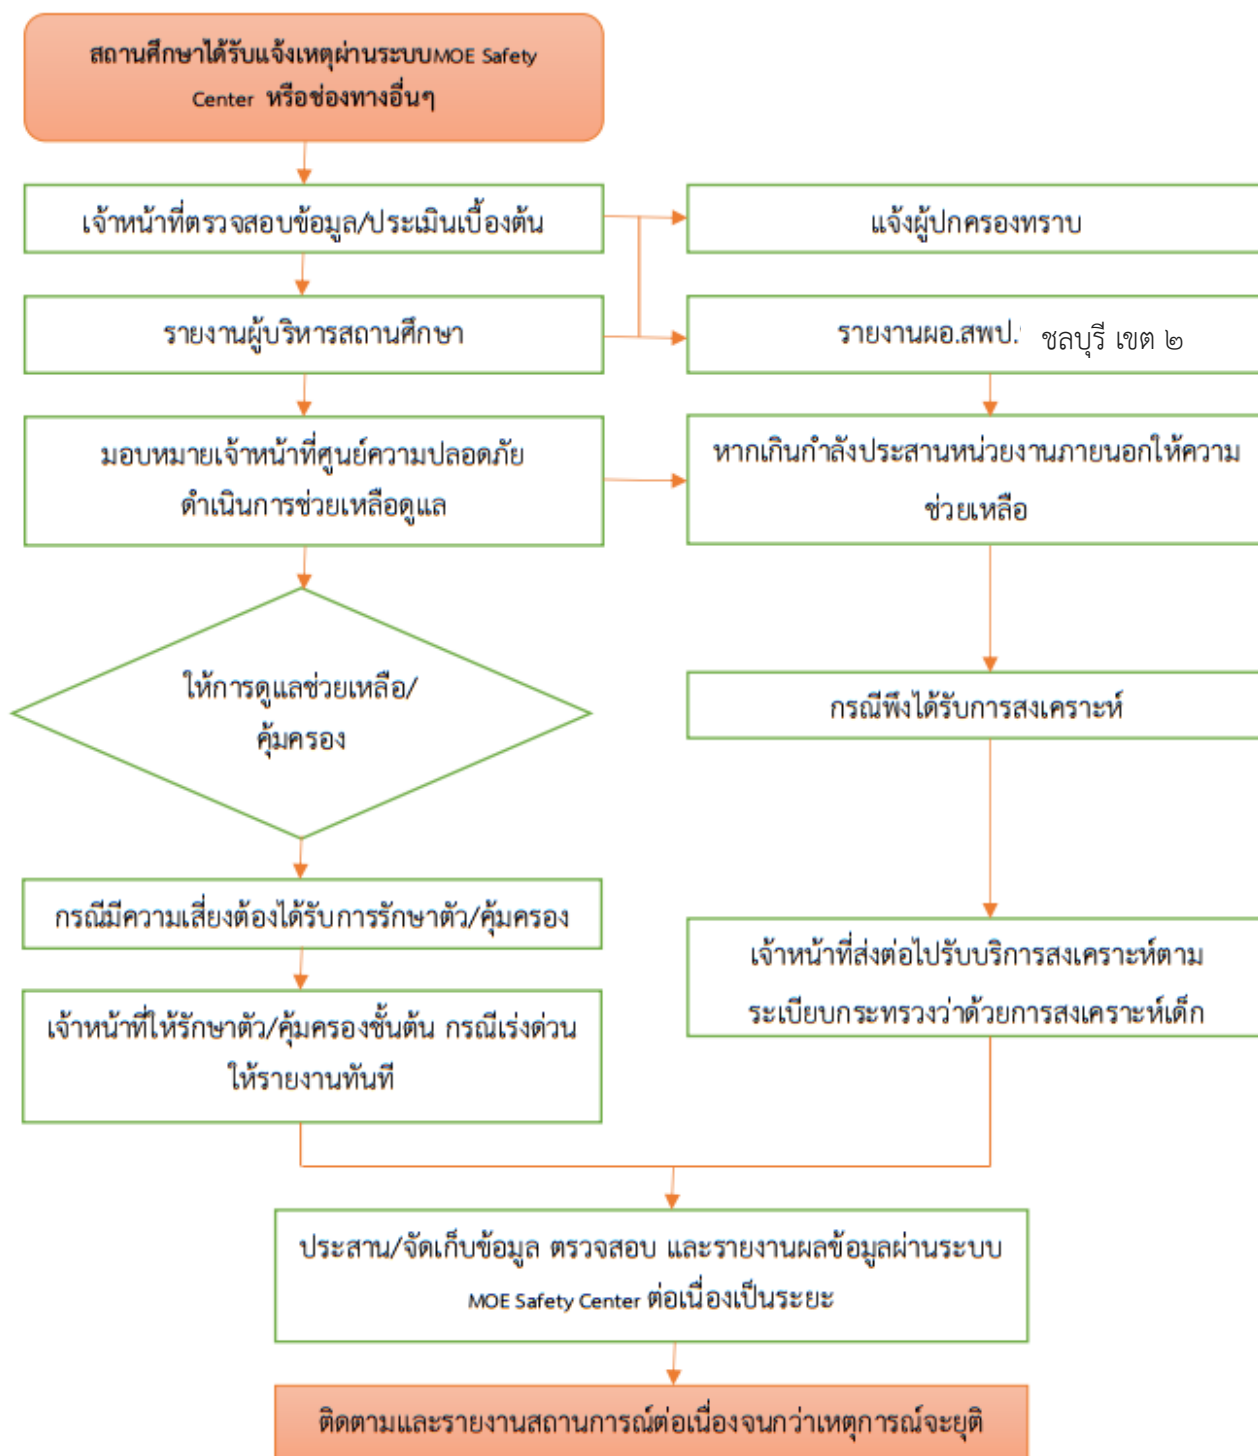 สถานศึกษาได้รับแจ้งเหตุผ่านระบบMOE Safety
Center หรือช่องทางอื่นๆ
เจ้าหน้าที่ตรวจสอบข้อมูล/ประเมินเบื้องต้น
แจ้งผู้ปกครองทราบ
รายงานผู้บริหารสถานศึกษา
รายงานผอ.สพป. ชลบุรี เขต ๒
มอบหมายเจ้าหน้าที่ศูนย์ความปลอดภัย
ดำเนินการช่วยเหลือดูแล
หากเกินกำลังประสานหน่วยงานภายนอกให้ความ
ช่วยเหลือ
ให้การดูแลช่วยเหลือ/
คุ้มครอง
กรณีพึงได้รับการสงเคราะห์
กรณีมีความเสี่ยงต้องได้รับการรักษาตัว/คุ้มครอง
เจ้าหน้าที่ส่งต่อไปรับบริการสงเคราะห์ตาม
ระเบียบกระทรวงว่าด้วยการสงเคราะห์เด็ก
เจ้าหน้าที่ให้รักษาตัว/คุ้มครองชั้นต้น กรณีเร่งด่วน
ให้รายงานทันที
ประสาน/จัดเก็บข้อมูล ตรวจสอบ และรายงานผลข้อมูลผ่านระบบ
MOE Safety Center ต่อเนื่องเป็นระยะ
ติดตามและรายงานสถานการณ์ต่อเนื่องจนกว่าเหตุการณ์จะยุติ